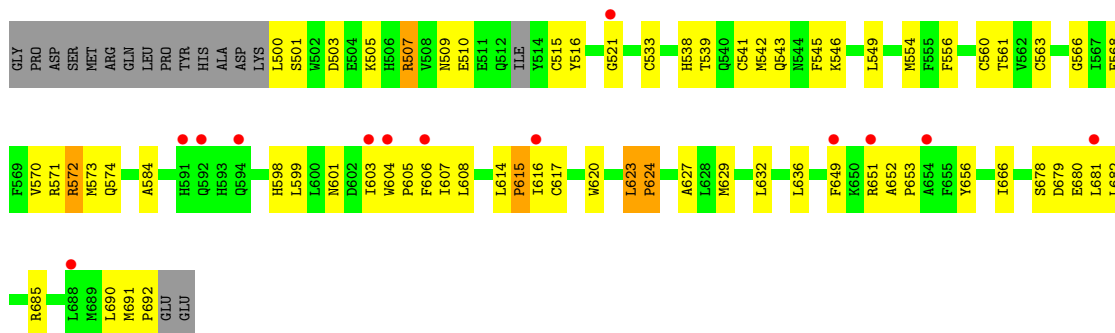 GLY PRO ASP SER MET ARG GLN LEU PRO TYR HIS ALA ASP LYS L500 S501 W502 D503 E504 K505 H506 R507 V508 N509 E510 E511 Q512 ILE Y514 C515 Y516 G521 C533 H538 T539 Q540 C541 M542 Q543 N544 F545 K546 L549 M554 F555 F556 C560 T561 V562 C563 G566 I567 E568
F569 V570 R571 R572 M573 Q574 A584 H591 Q592 H593 Q594 H598 L599 L600 N601 D602 I603 W604 P605 F606 I607 L608 L614 P615 I616 C617 W620 L623 P624 A627 L628 M629 L632 L636 F649 K650 R651 A652 P653 A654 F655 Y656 I666 S678 D679 E680 L681 L682
R685 L688 M689 L690 M691 P692 GLU GLU